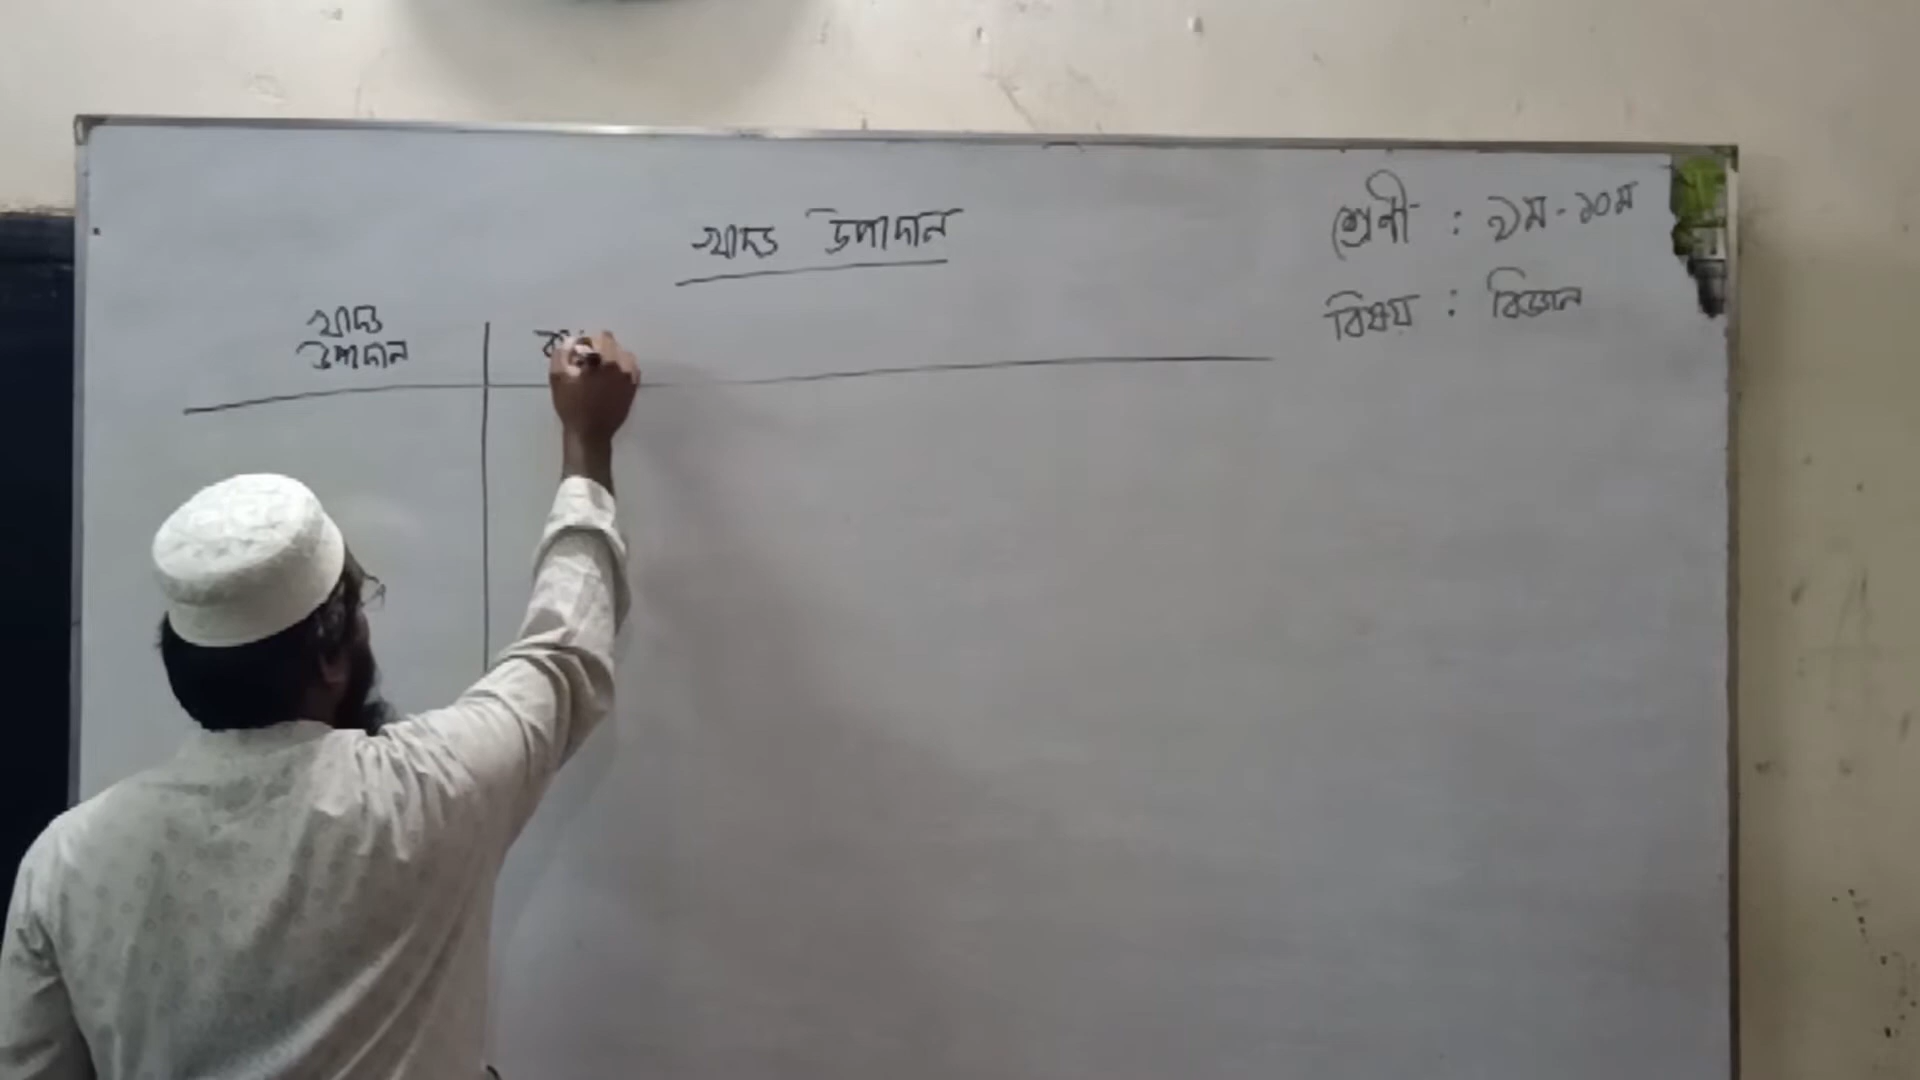 খাদ্য উপাদান
শ্রেণী : ৯ম - ১০ম
বিষয় : বিজ্ঞান
খাদ্য
উপাদান